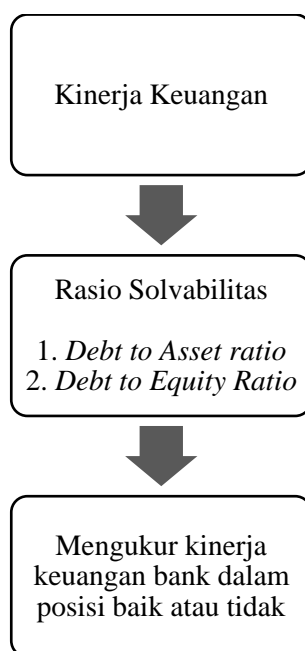 Kinerja Keuangan
Rasio Solvabilitas
1. Debt to Asset ratio
2. Debt to Equity Ratio
Mengukur kinerja
keuangan bank dalam
posisi baik atau tidak